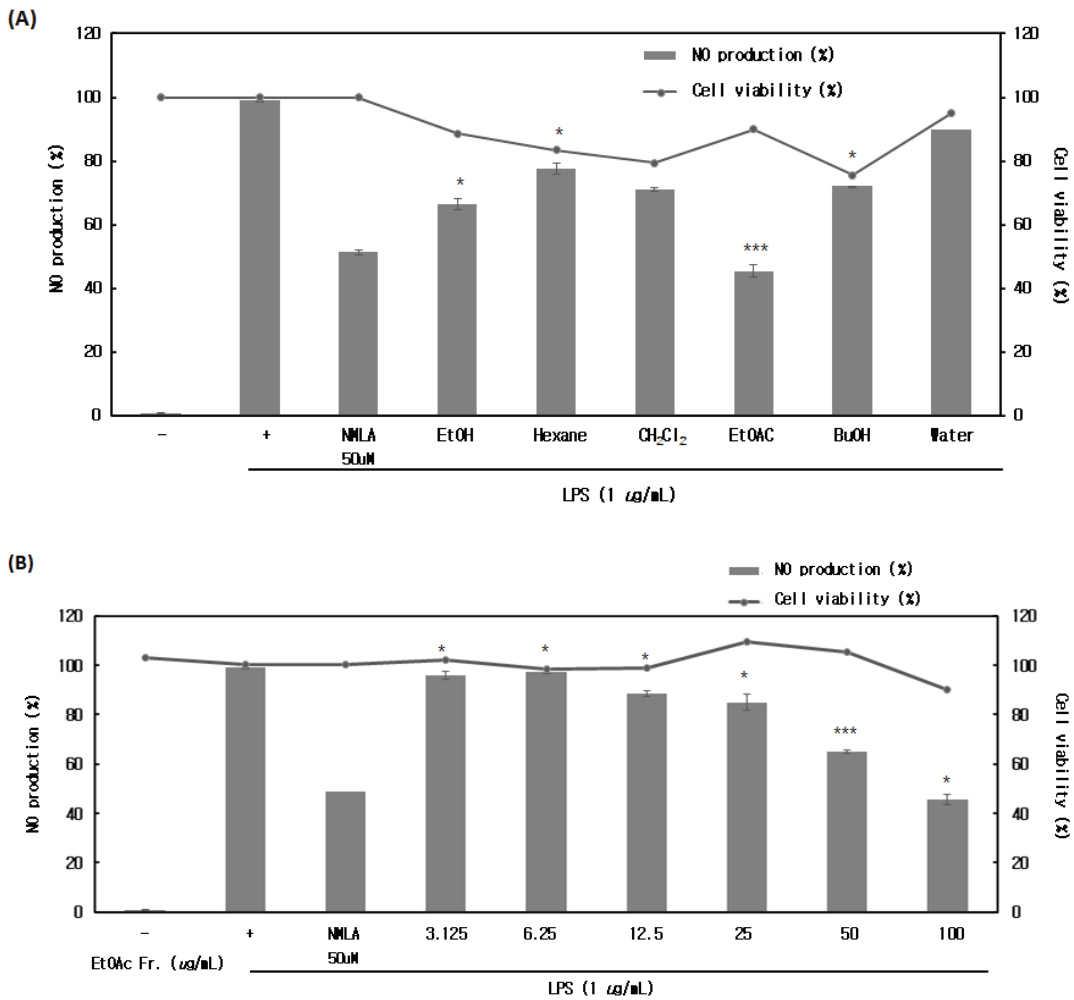 (A)
NO production (%)
Cell viability (%)
120 120
100 100
80 80
60 60
40 40
20 20
0 0
NO production (%)
Cell viability (%)
* * *** *
- + NMLA 50uM EtOH Hexane CH₂Cl₂ EtOAC BuOH Water
LPS (1 ug/mL)
(B)
NO production (%)
Cell viability (%)
120 120
100 100
80 80
60 60
40 40
20 20
0 0
NO production (%)
Cell viability (%)
* * * * *** *
- + NMLA 50uM 3.125 6.25 12.5 25 50 100
EtOAc Fr. (ug/mL)
LPS (1 ug/mL)